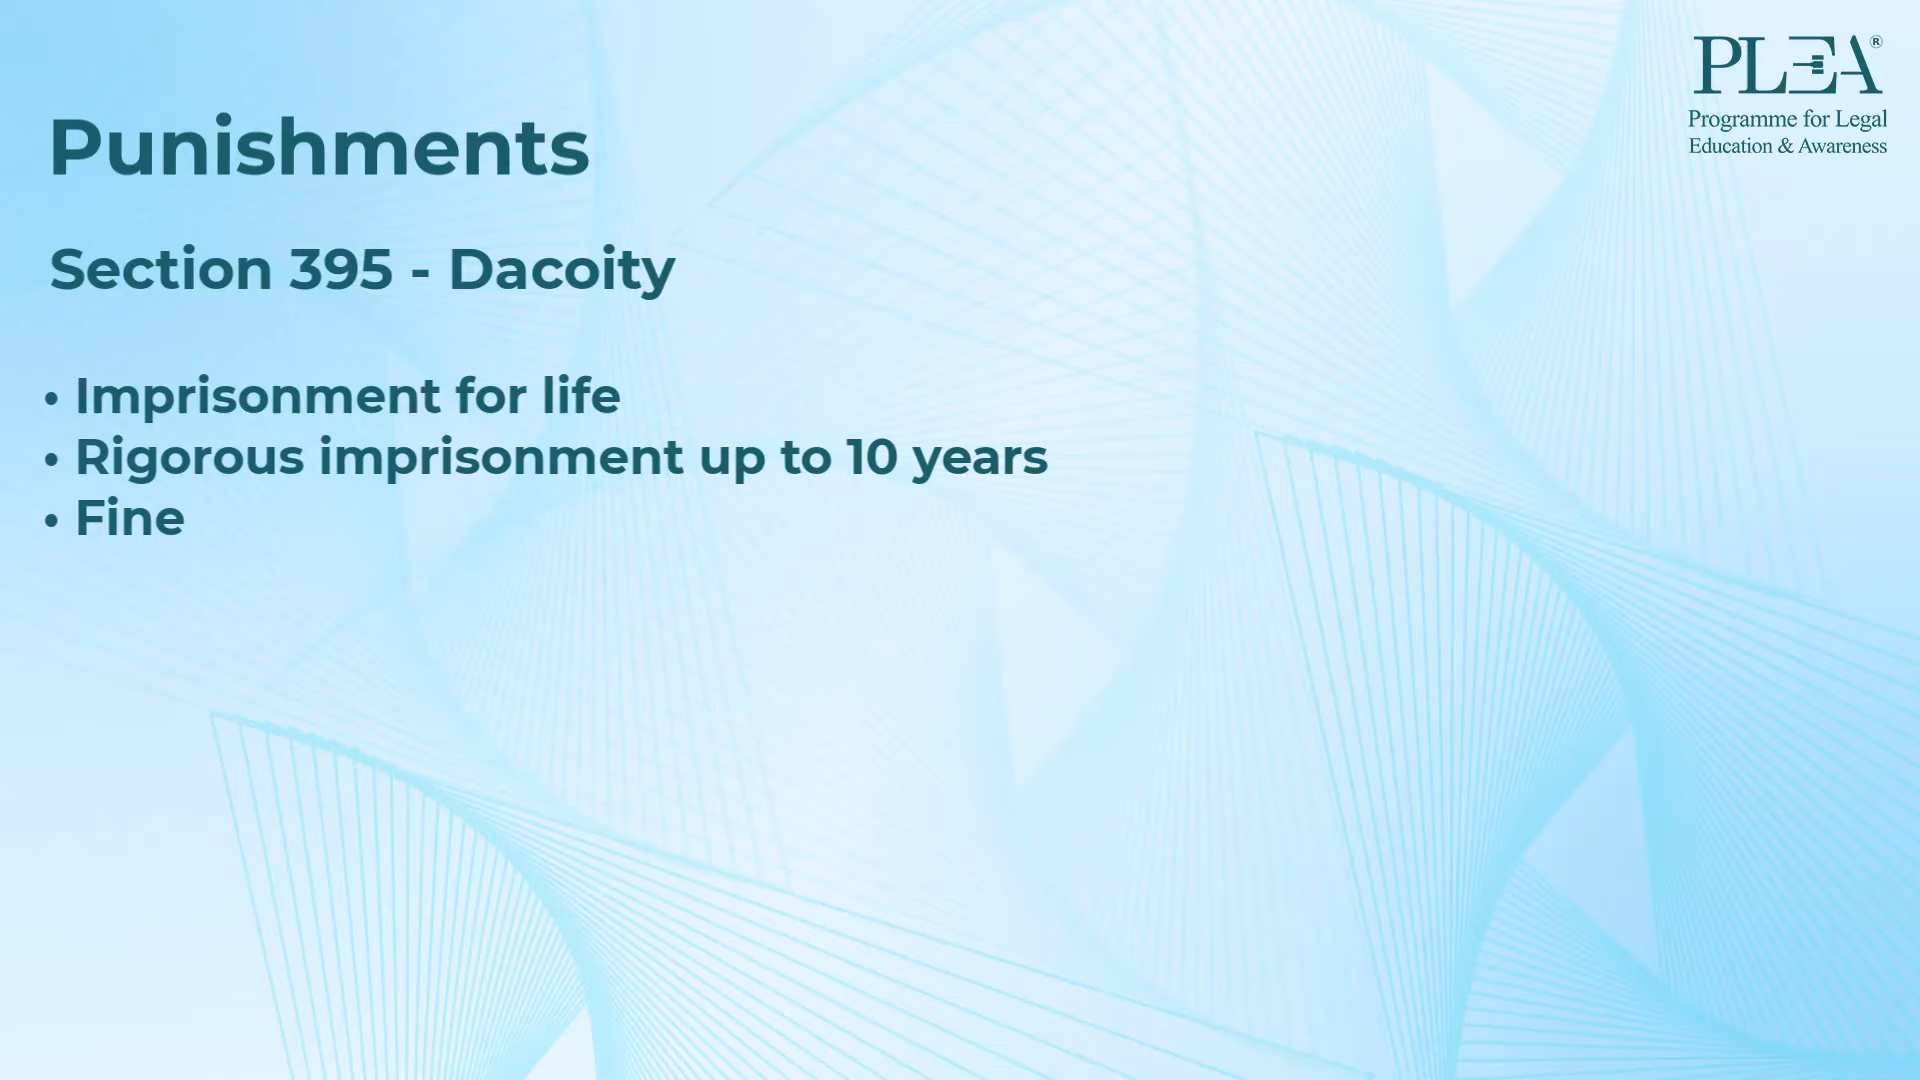 PLEA®
Programme for Legal
Education & Awareness
Punishments
Section 395 - Dacoity
• Imprisonment for life
• Rigorous imprisonment up to 10 years
• Fine